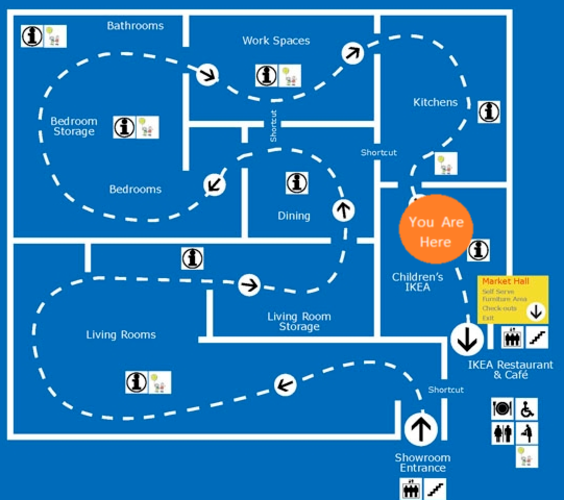 Bathrooms
Work Spaces
Kitchens
Bedroom
Storage
Shortcut
Shortcut
Bedrooms
Dining
You Are
Here
Children's
IKEA
Market Hall
Self Serve
Furniture Area
Check-outs
Exit
Living Room
Storage
Living Rooms
IKEA Restaurant
& Café
Shortcut
Showroom
Entrance